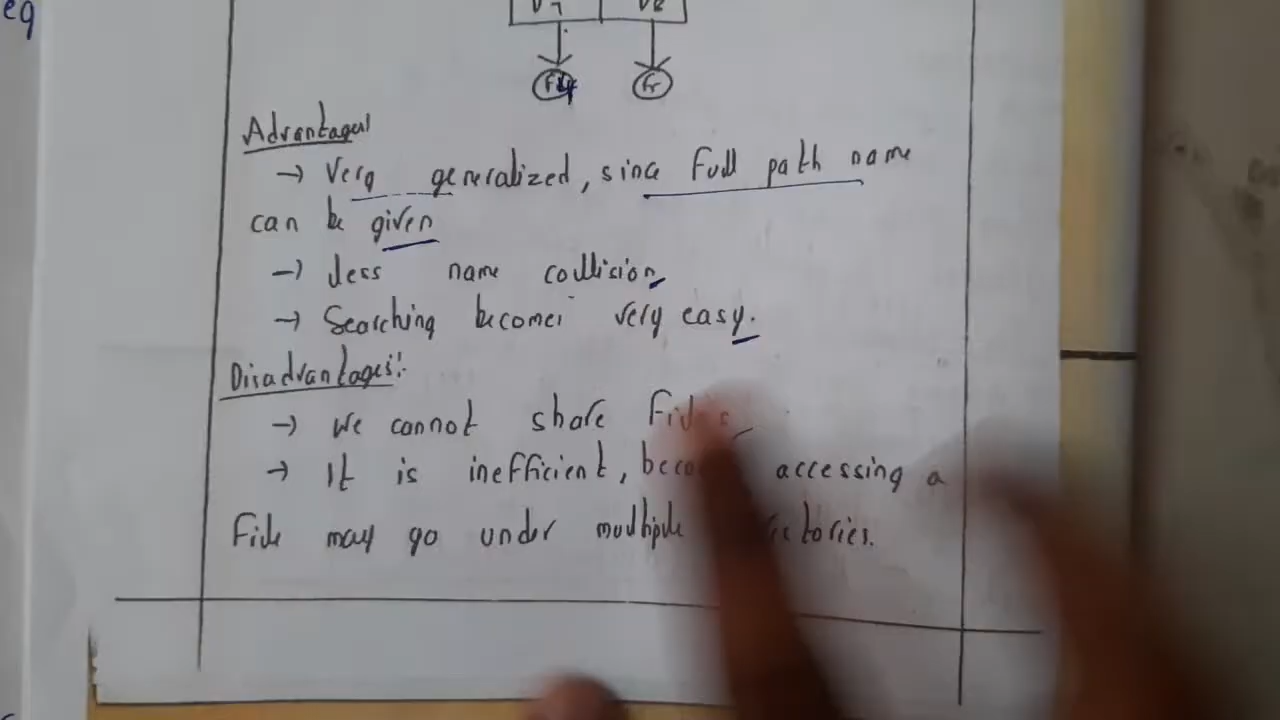 eq
Advantages!
→ Very generalized, since full path name
can be given
→ Less name collision
→ Searching becomes very easy.
Disadvantages:
→ We cannot share
→ It is inefficient, accessing a
File may go under multiple